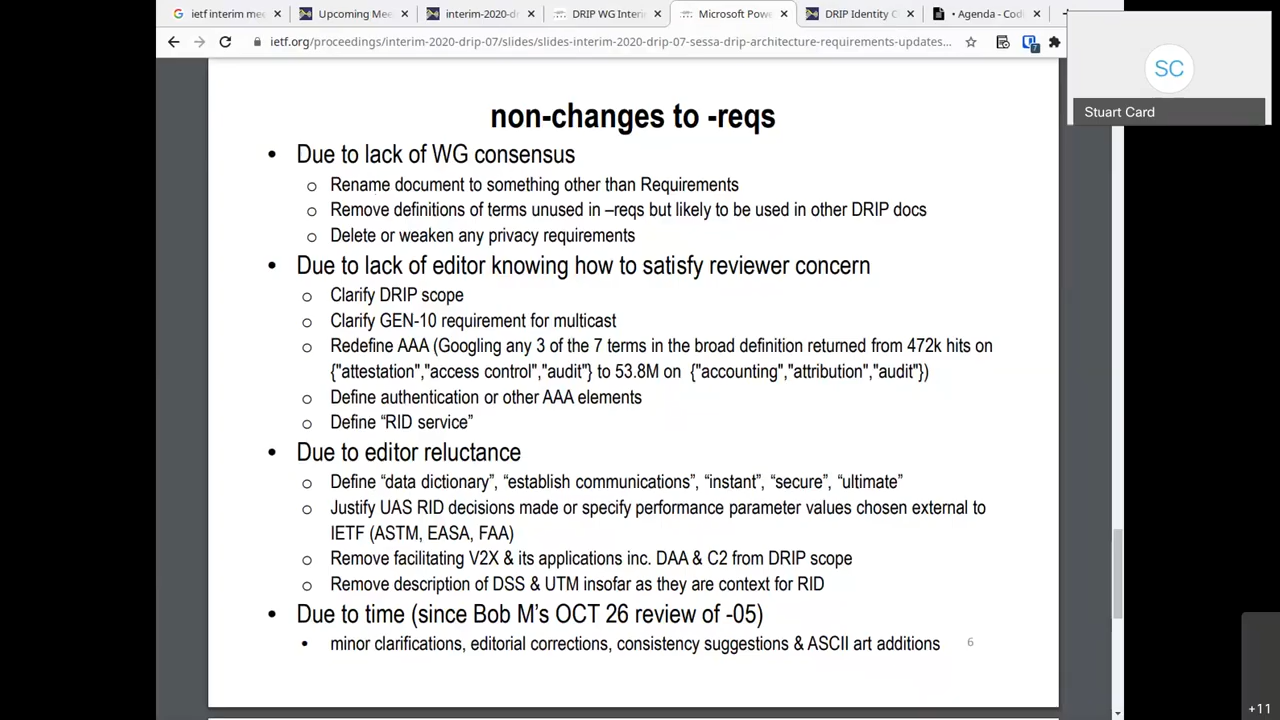 ietf interim mee
Upcoming Mee
interim-2020-dr
DRIP WG Interi
Microsoft Pow
DRIP Identity C
• Agenda - Codi
ietf.org/proceedings/interim-2020-drip-07/slides/slides-interim-2020-drip-07-sessa-drip-architecture-requirements-updates...
7
SC
Stuart Card
non-changes to -reqs
• Due to lack of WG consensus
o Rename document to something other than Requirements
o Remove definitions of terms unused in –reqs but likely to be used in other DRIP docs
o Delete or weaken any privacy requirements
• Due to lack of editor knowing how to satisfy reviewer concern
o Clarify DRIP scope
o Clarify GEN-10 requirement for multicast
o Redefine AAA (Googling any 3 of the 7 terms in the broad definition returned from 472k hits on
{"attestation","access control","audit"} to 53.8M on {"accounting","attribution","audit"})
o Define authentication or other AAA elements
o Define “RID service”
• Due to editor reluctance
o Define “data dictionary”, “establish communications”, “instant”, “secure”, “ultimate”
o Justify UAS RID decisions made or specify performance parameter values chosen external to
IETF (ASTM, EASA, FAA)
o Remove facilitating V2X & its applications inc. DAA & C2 from DRIP scope
o Remove description of DSS & UTM insofar as they are context for RID
• Due to time (since Bob M’s OCT 26 review of -05)
• minor clarifications, editorial corrections, consistency suggestions & ASCII art additions
6
+11